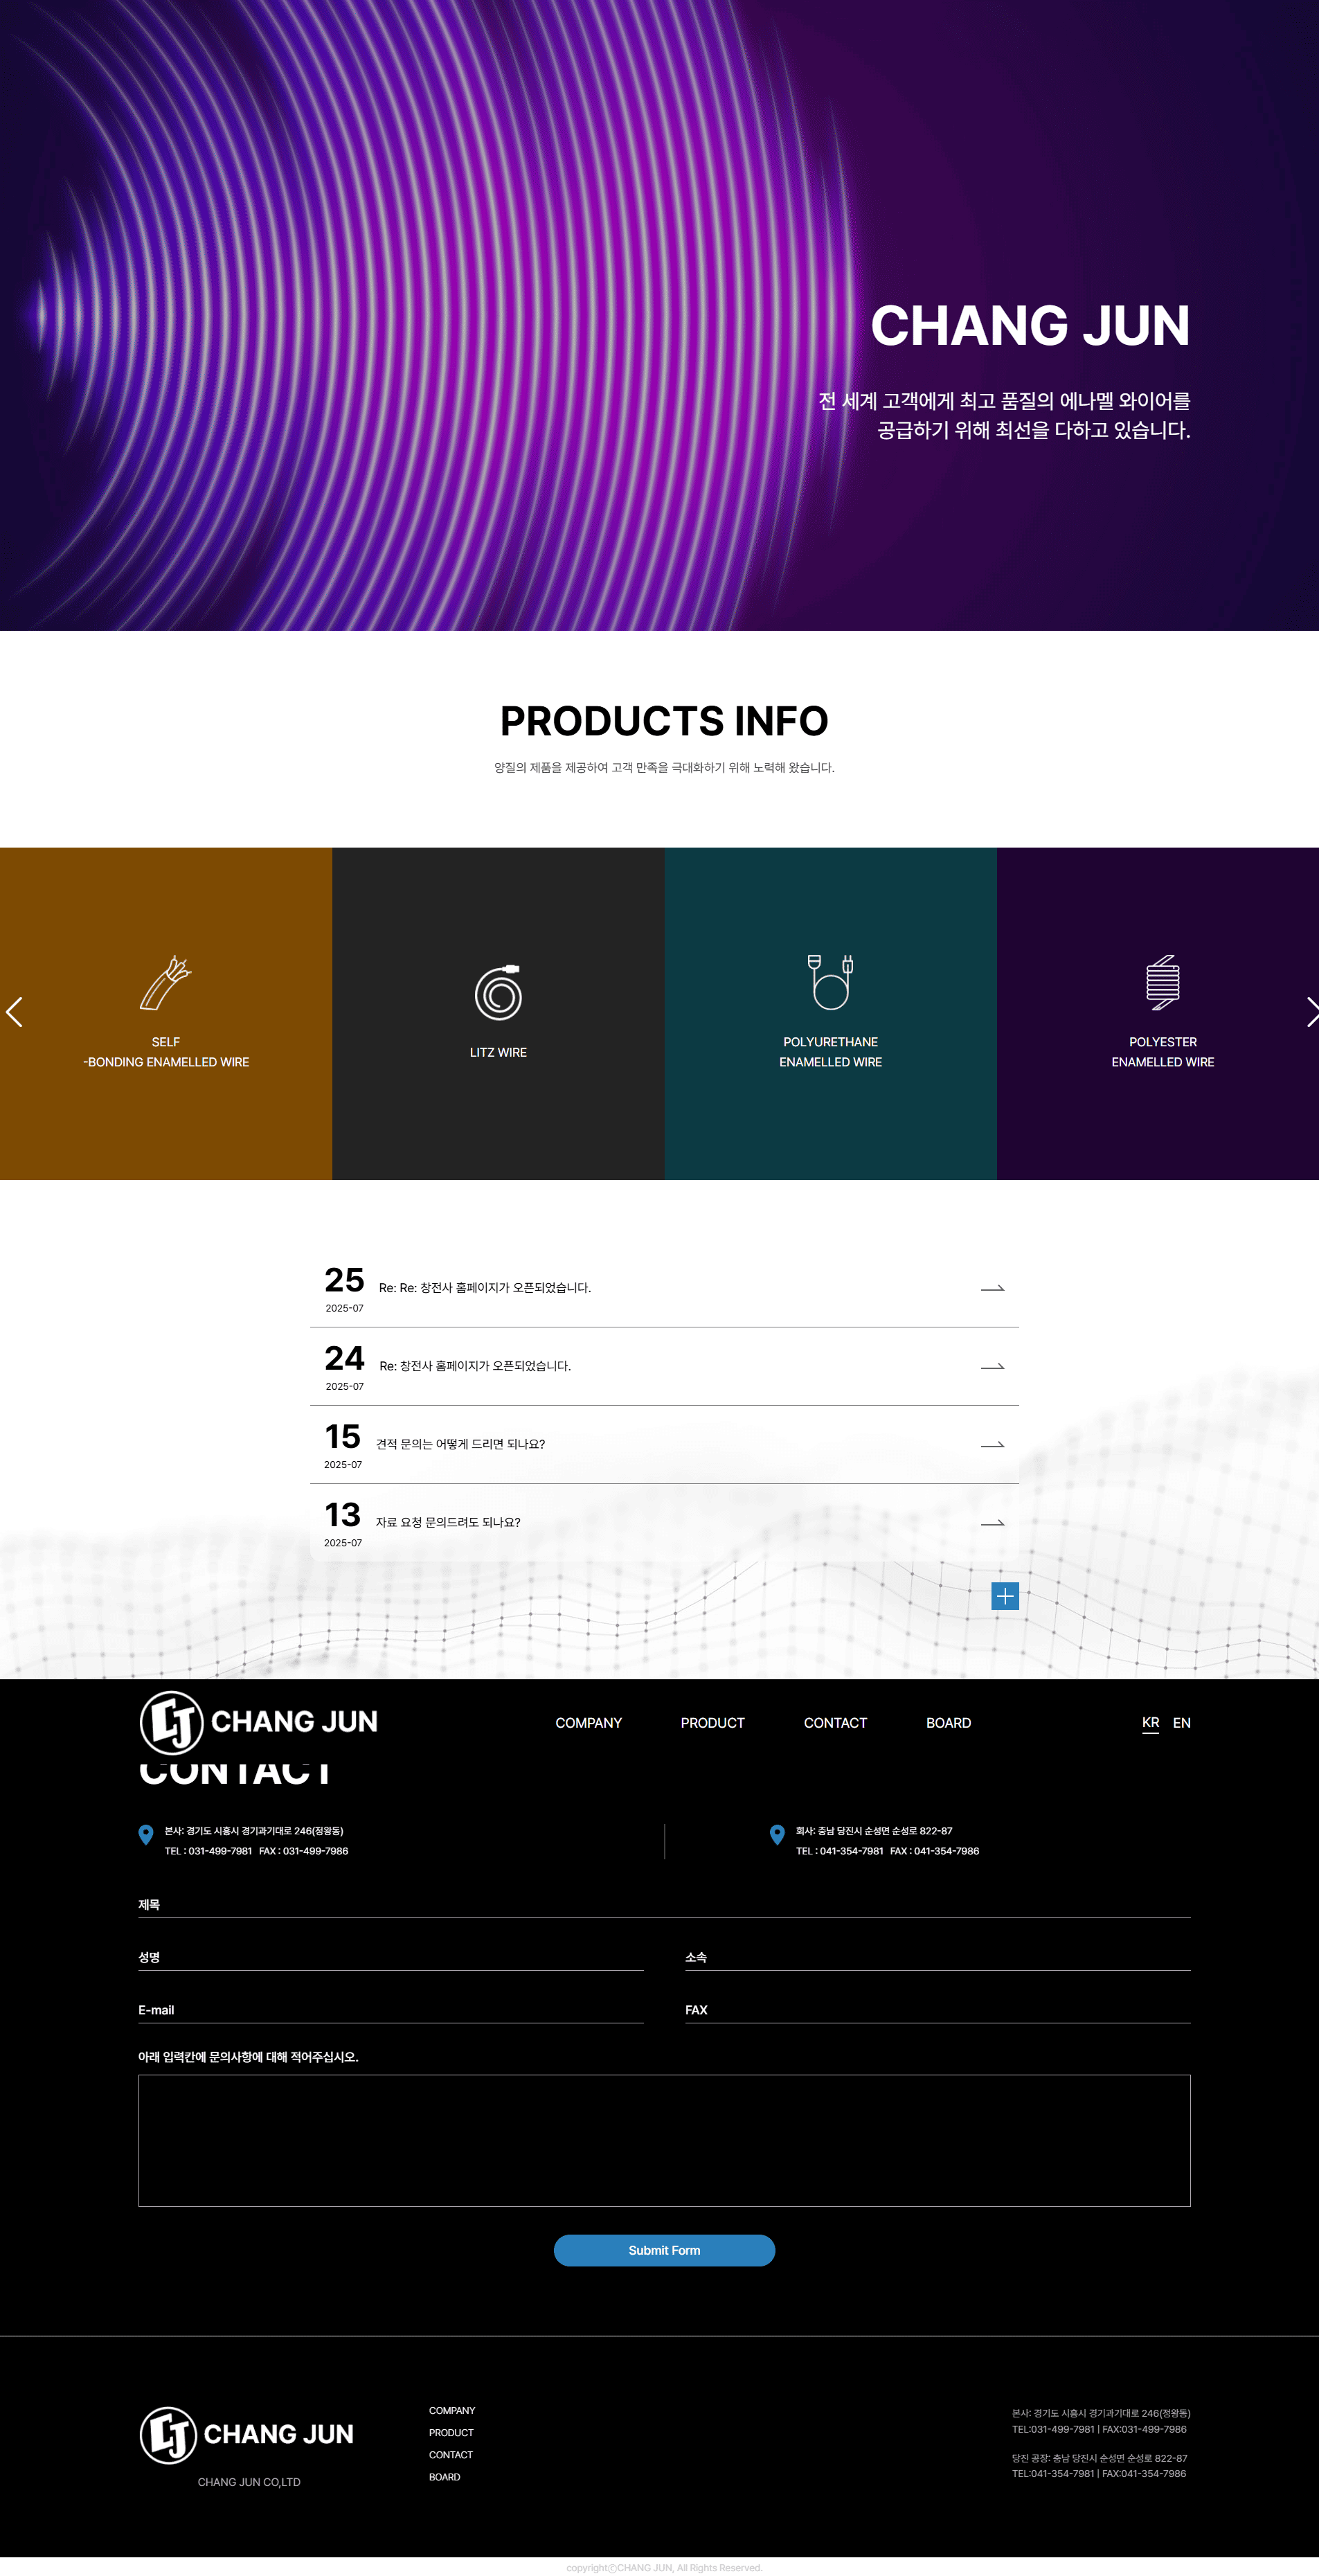 CHANG JUN
전 세계 고객에게 최고 품질의 에나멜 와이어를
공급하기 위해 최선을 다하고 있습니다.
PRODUCTS INFO
양질의 제품을 제공하여 고객 만족을 극대화하기 위해 노력해 왔습니다.
SELF
-BONDING ENAMELLED WIRE
LITZ WIRE
POLYURETHANE
ENAMELLED WIRE
POLYESTER
ENAMELLED WIRE
25
2025-07
Re: Re: 창전사 홈페이지가 오픈되었습니다.
24
2025-07
Re: 창전사 홈페이지가 오픈되었습니다.
15
2025-07
견적 문의는 어떻게 드리면 되나요?
13
2025-07
자료 요청 문의드려도 되나요?
CJ CHANG JUN
COMPANY
PRODUCT
CONTACT
BOARD
KR
EN
CONTACT
본사: 경기도 시흥시 경기과기대로 246(정왕동)
TEL : 031-499-7981 FAX : 031-499-7986
회사: 충남 당진시 순성면 순성로 822-87
TEL : 041-354-7981 FAX : 041-354-7986
제목
성명
소속
E-mail
FAX
아래 입력칸에 문의사항에 대해 적어주십시오.
Submit Form
CJ CHANG JUN
CHANG JUN CO,LTD
COMPANY
PRODUCT
CONTACT
BOARD
본사: 경기도 시흥시 경기과기대로 246(정왕동)
TEL:031-499-7981 | FAX:031-499-7986
당진 공장: 충남 당진시 순성면 순성로 822-87
TEL:041-354-7981 | FAX:041-354-7986
copyrightⓒCHANG JUN, All Rights Reserved.